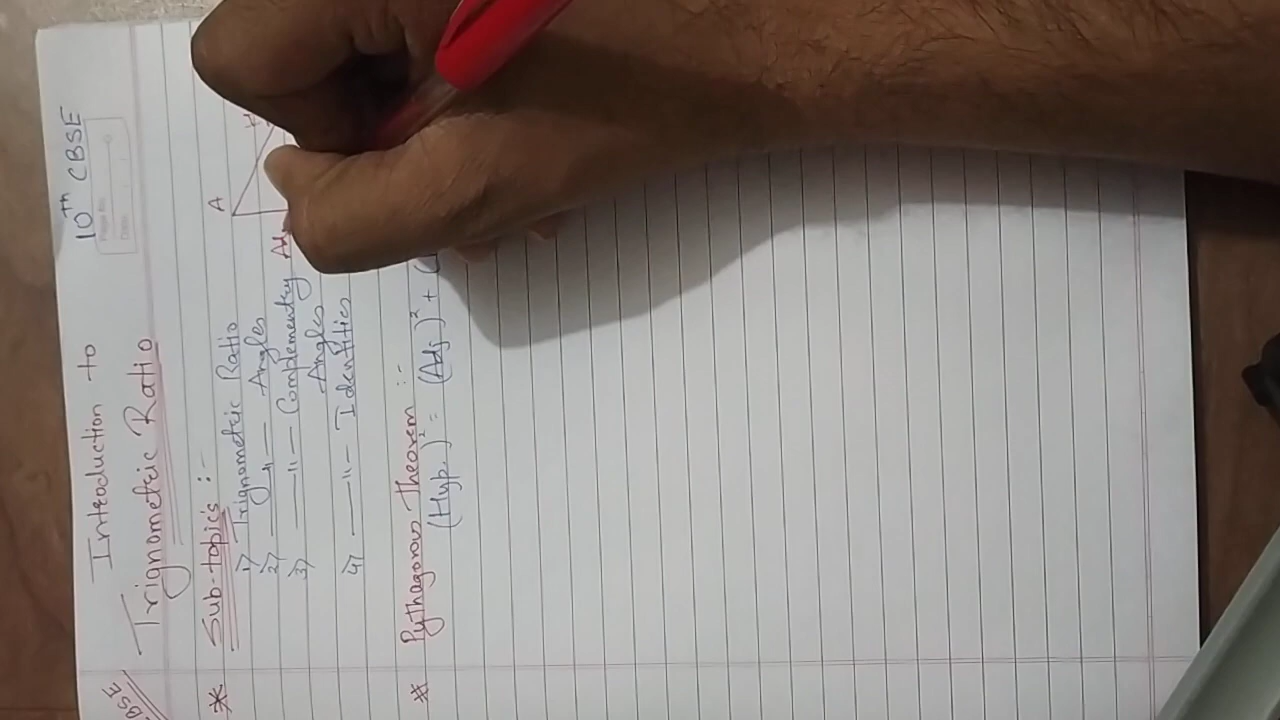 10th CBSE
Introduction to
Trignometric Ratio
* Sub-topics :-
1) Trignometric Ratio
2) —"— Angles
3) —"— Complementry
Angles
4) —"— Identities
A
# Pythagorous Theorem :-
(Hyp.)² = (Adj.)² + (